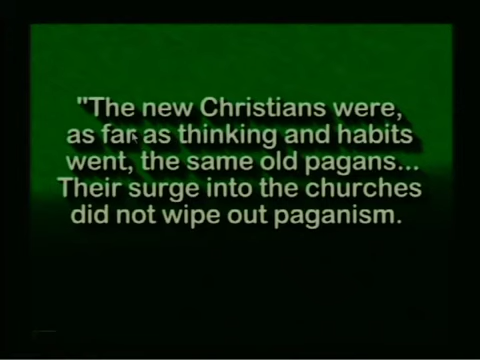 "The new Christians were,
as far as thinking and habits
went, the same old pagans...
Their surge into the churches
did not wipe out paganism.